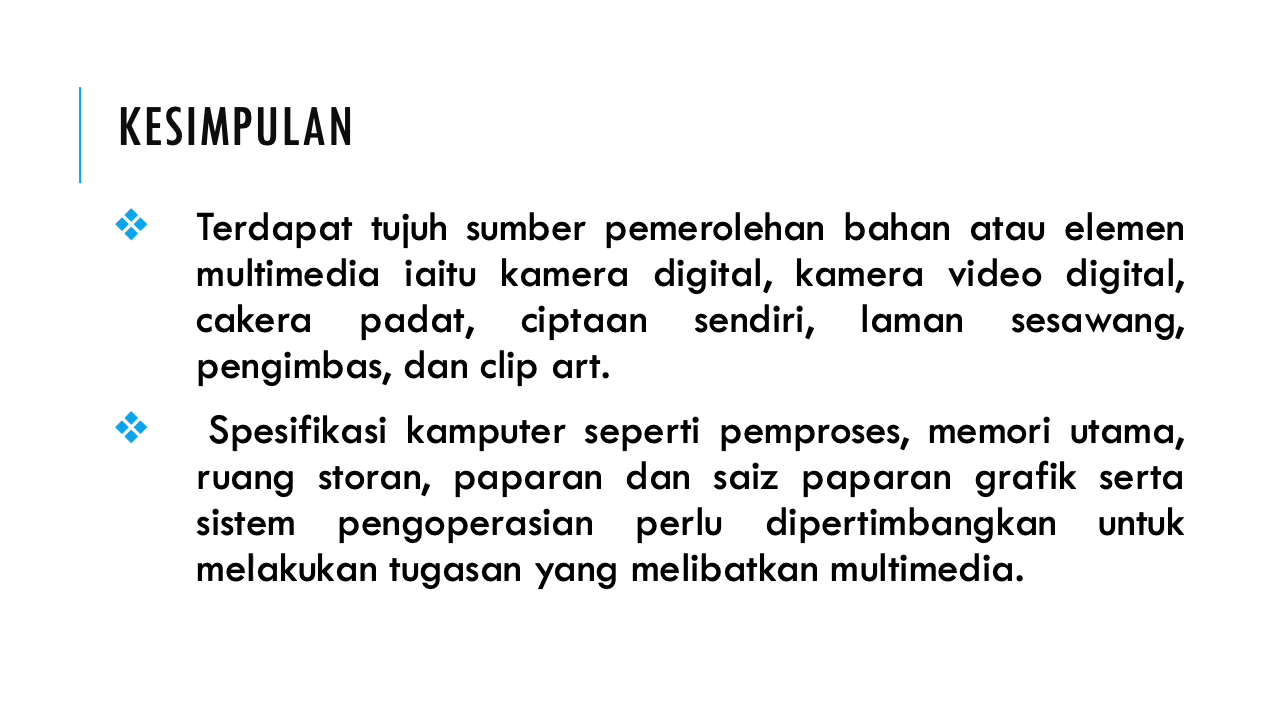 KESIMPULAN
❖ Terdapat tujuh sumber pemerolehan bahan atau elemen
multimedia iaitu kamera digital, kamera video digital,
cakera padat, ciptaan sendiri, laman sesawang,
pengimbas, dan clip art.
❖ Spesifikasi kamputer seperti pemproses, memori utama,
ruang storan, paparan dan saiz paparan grafik serta
sistem pengoperasian perlu dipertimbangkan untuk
melakukan tugasan yang melibatkan multimedia.